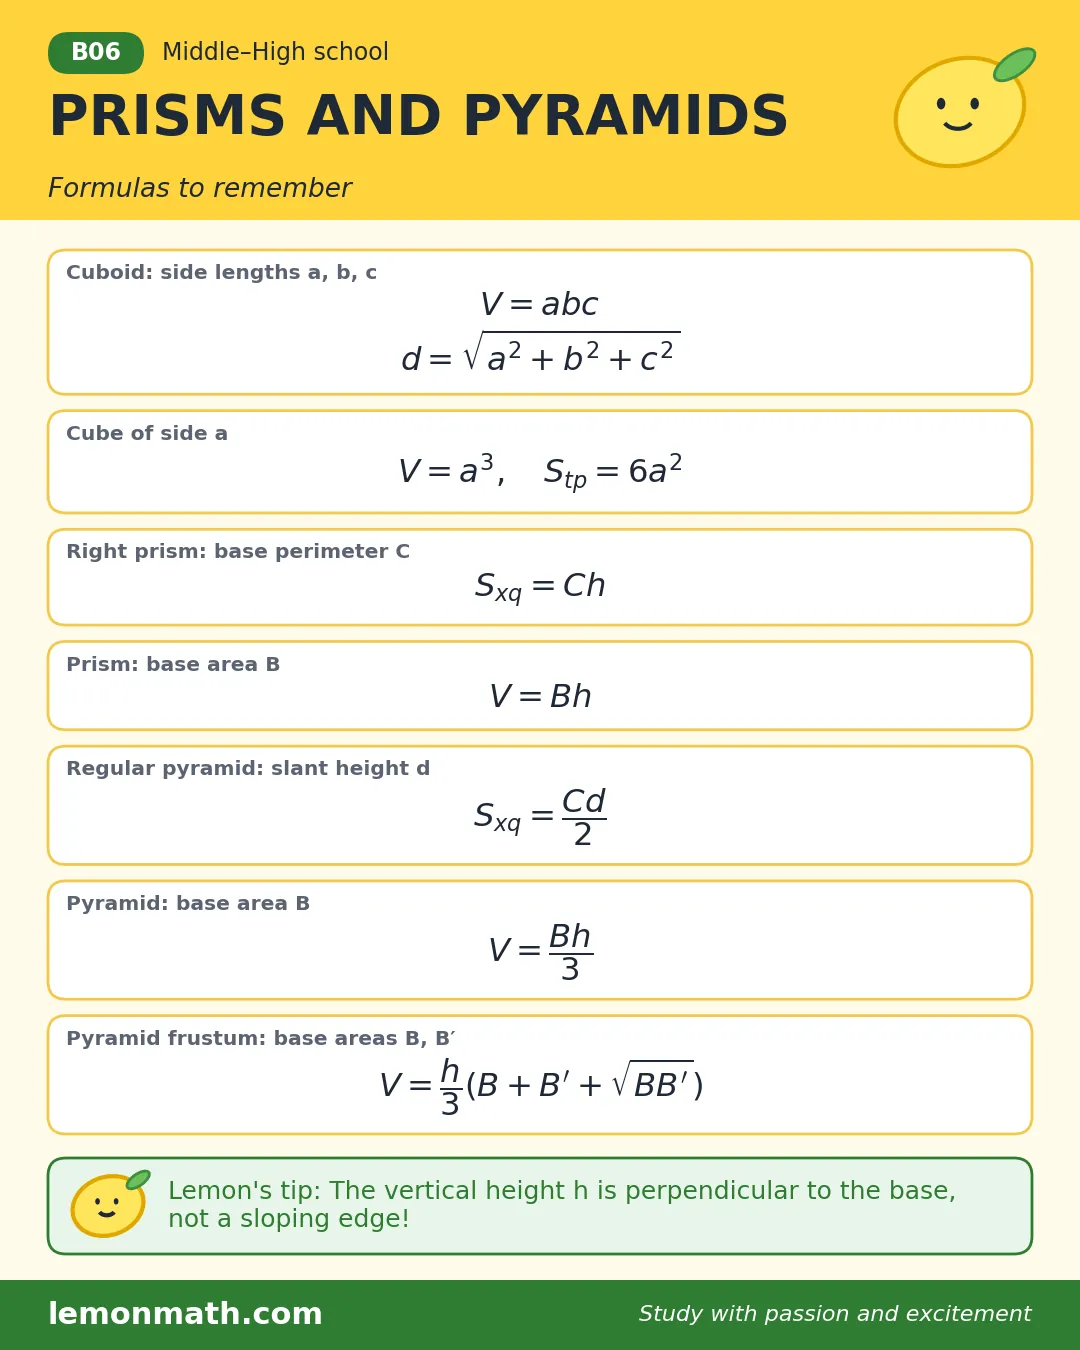 B06 Middle–High school
PRISMS AND PYRAMIDS
Formulas to remember
Cuboid: side lengths a, b, c
V = abc
d = √(a² + b² + c²)
Cube of side a
V = a³, S_tp = 6a²
Right prism: base perimeter C
S_xq = Ch
Prism: base area B
V = Bh
Regular pyramid: slant height d
S_xq = Cd/2
Pyramid: base area B
V = Bh/3
Pyramid frustum: base areas B, B′
V = h/3(B + B′ + √(BB′))
Lemon's tip: The vertical height h is perpendicular to the base,
not a sloping edge!
lemonmath.com
Study with passion and excitement